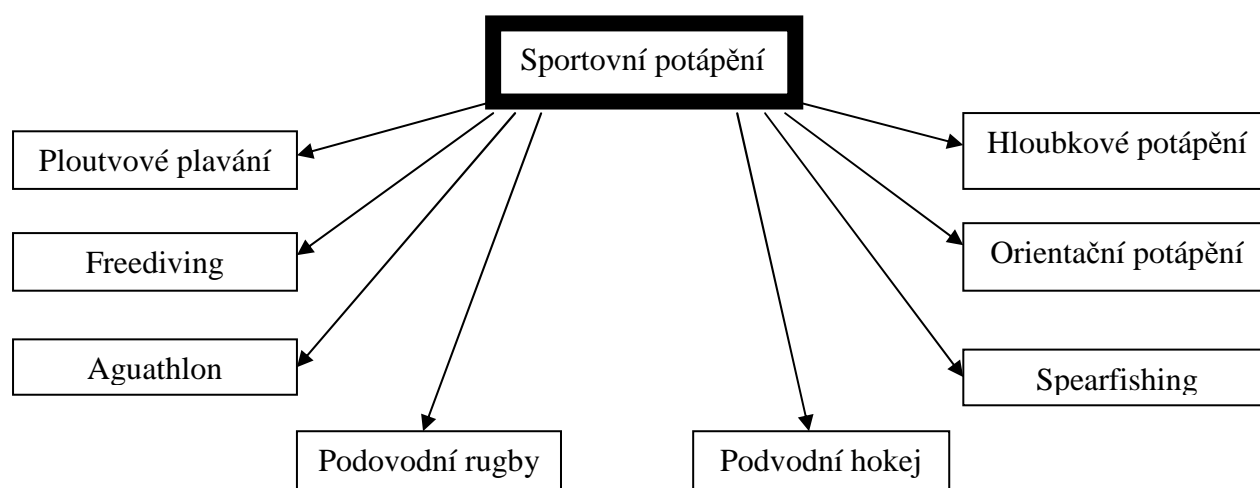 Sportovní potápění
Ploutvové plavání
Hloubkové potápění
Freediving
Orientační potápění
Aguathlon
Spearfishing
Podovodní rugby
Podvodní hokej